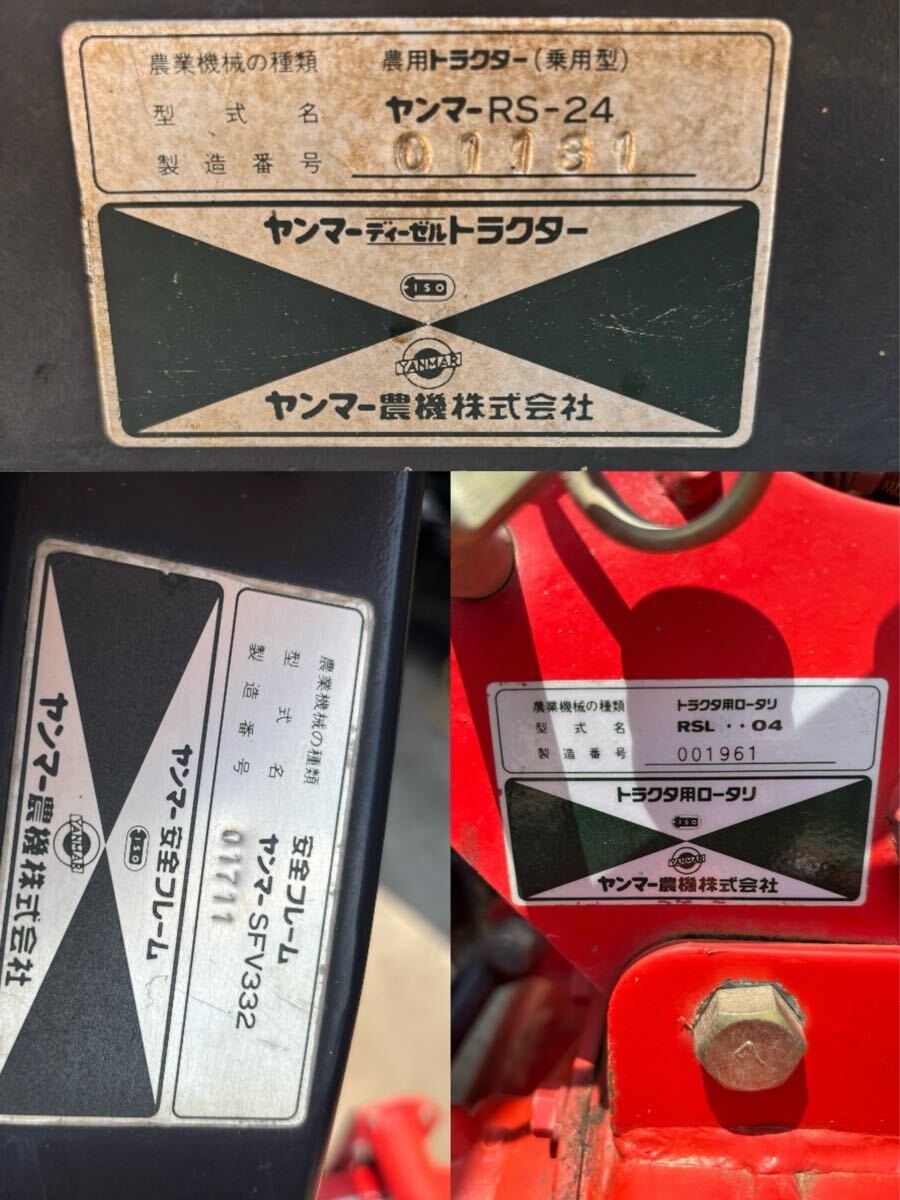 農業機械の種類 農用トラクター(乗用型)
型式名 ヤンマーRS-24
製造番号 01131
ヤンマーディーゼルトラクター
ISO
YANMAR
ヤンマー農機株式会社
農業機械の種類 安全フレーム
型式名 ヤンマーSFV332
製造番号 01711
ヤンマー安全フレーム
ISO
YANMAR
ヤンマー農機株式会社
農業機械の種類 トラクタ用ロータリ
型式名 RSL ・・04
製造番号 001961
トラクタ用ロータリ
ISO
YANMAR
ヤンマー農機株式会社